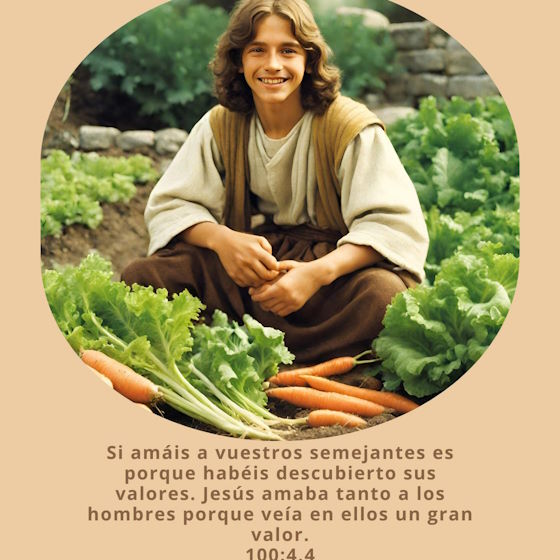 Si amáis a vuestros semejantes es
porque habéis descubierto sus
valores. Jesús amaba tanto a los
hombres porque veía en ellos un gran
valor.
100:4.4